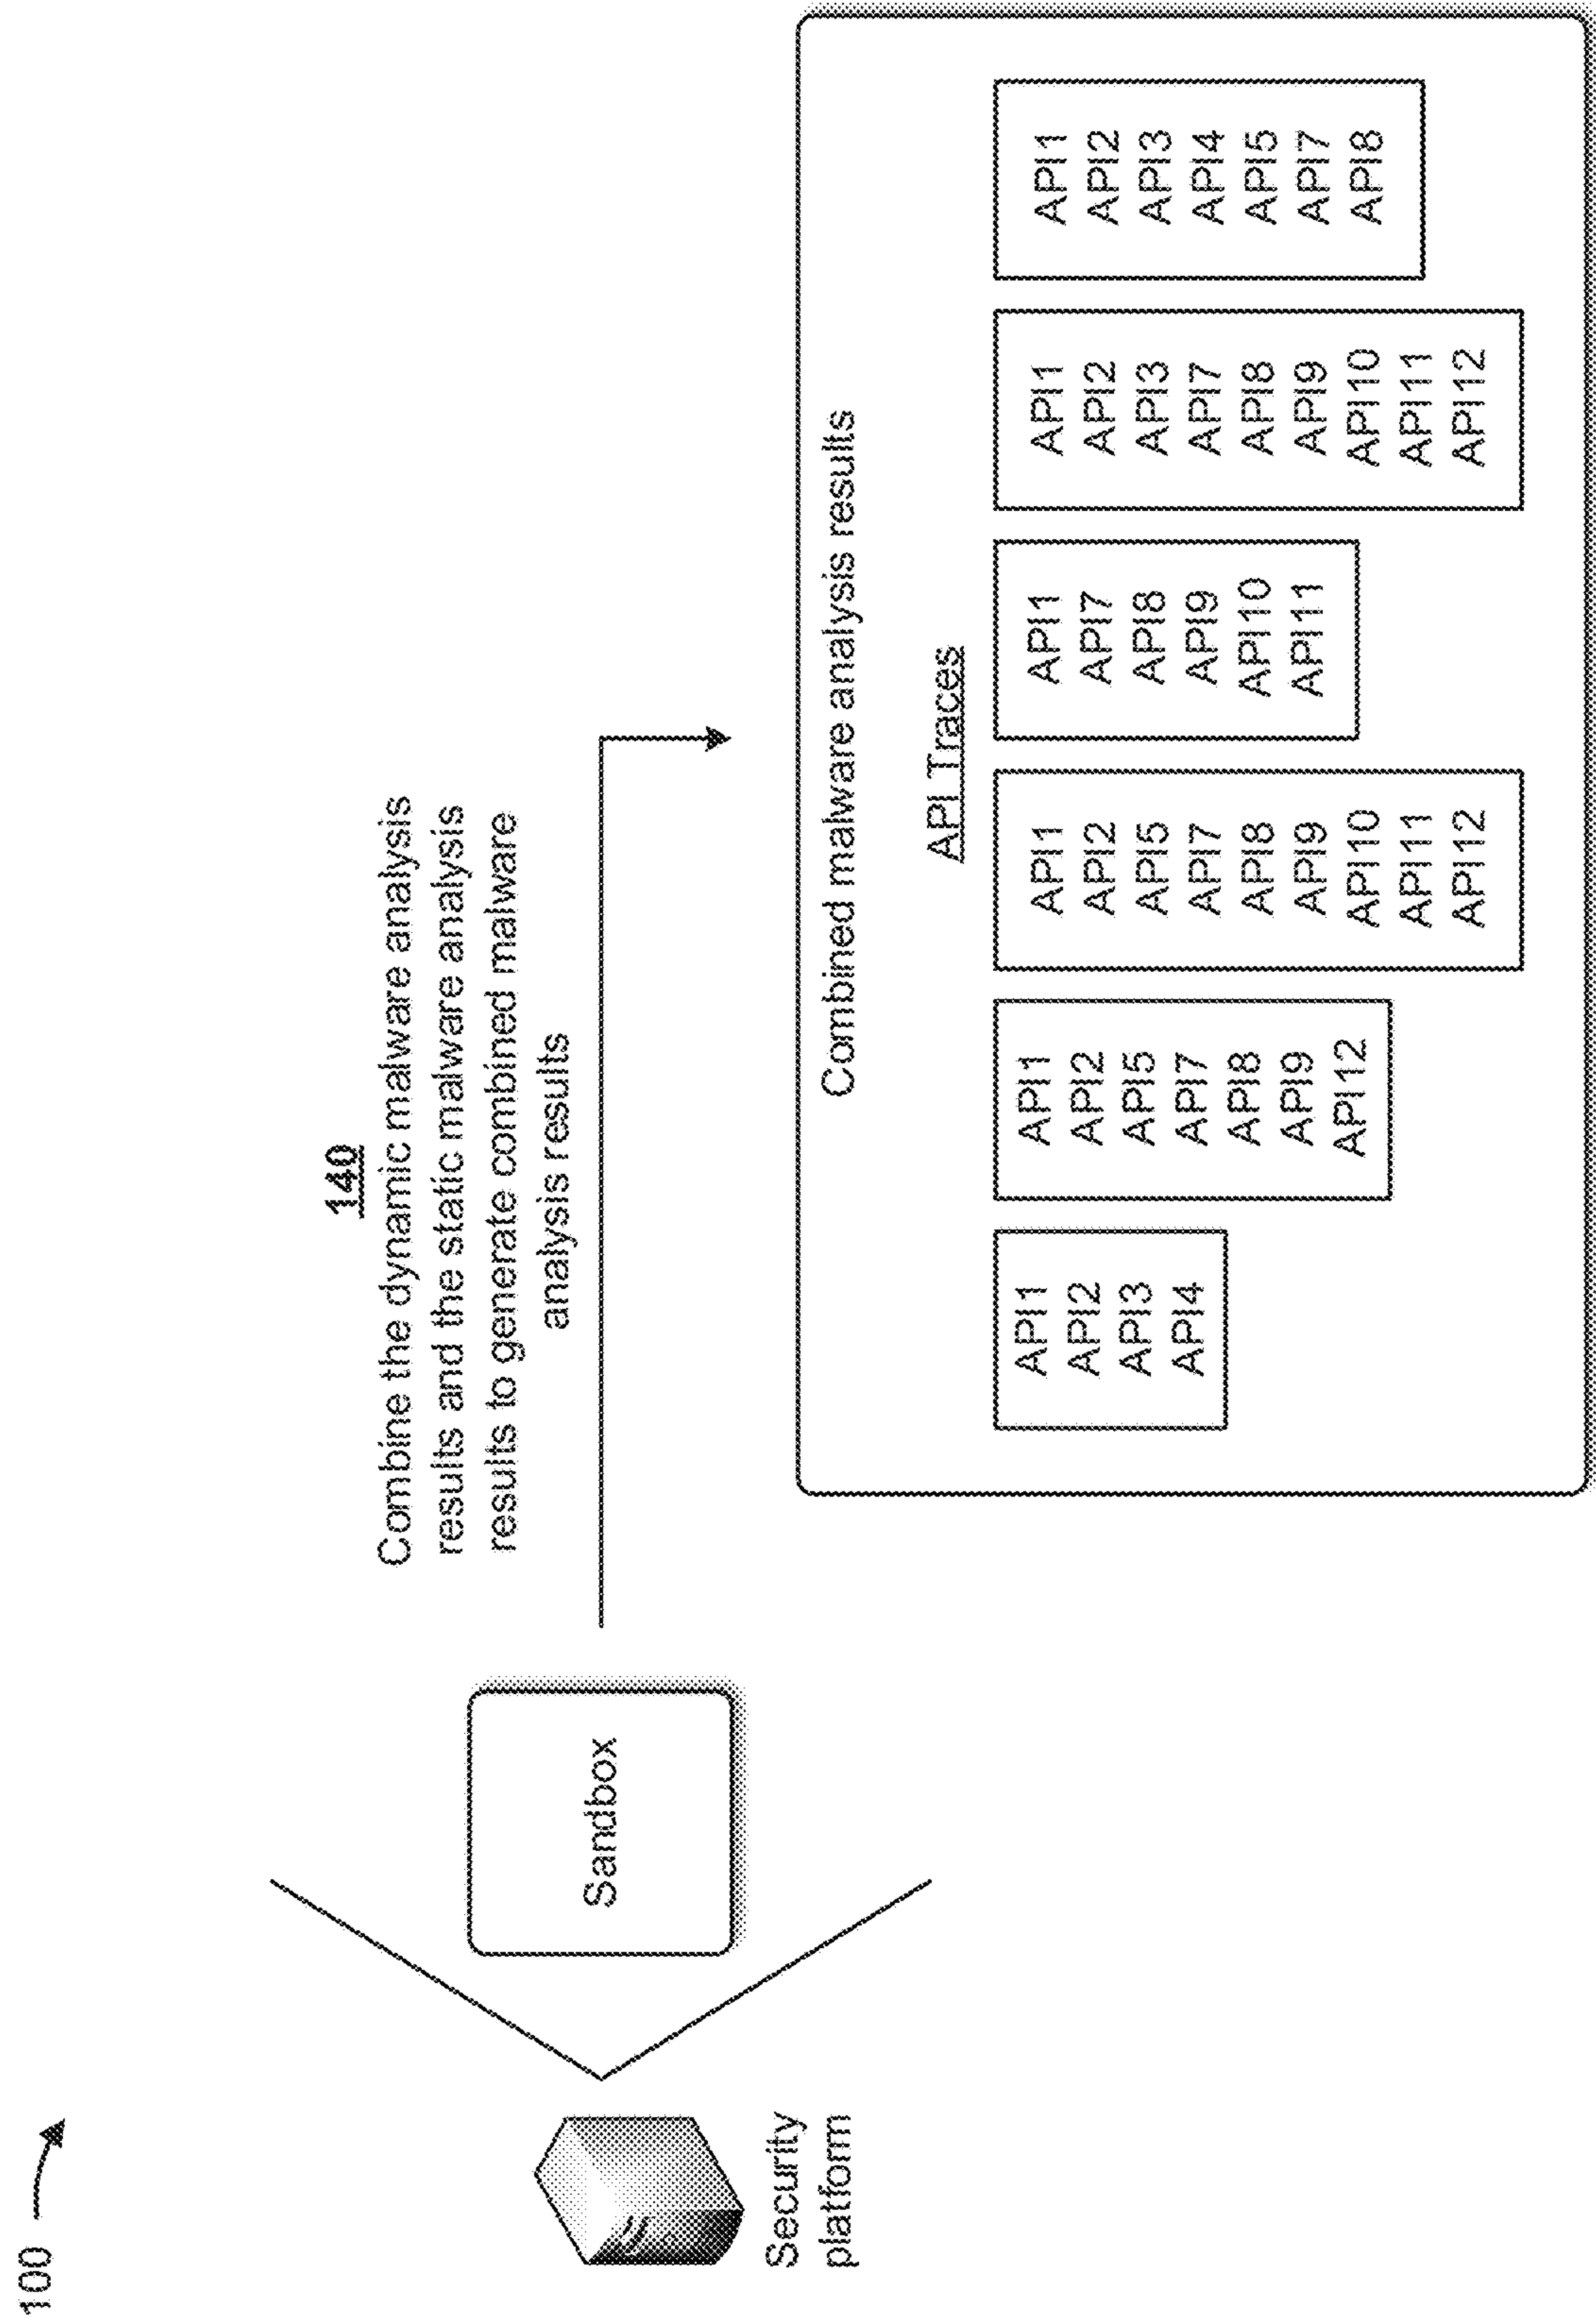 100
140
Combine the dynamic malware analysis
results and the static malware analysis
results to generate combined malware
analysis results
Sandbox
Security
platform
Combined malware analysis results
API Traces
API1
API2
API3
API4
API1
API2
API5
API7
API8
API9
API12
API1
API2
API5
API7
API8
API9
API10
API11
API12
API1
API7
API8
API9
API10
API11
API1
API2
API3
API7
API8
API9
API10
API11
API12
API1
API2
API3
API4
API5
API7
API8